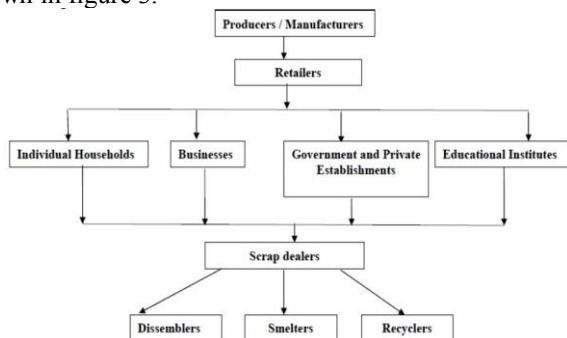 in figure 3.
Producers / Manufacturers
Retailers
Individual Households
Businesses
Government and Private
Establishments
Educational Institutes
Scrap dealers
Dissemblers
Smelters
Recyclers